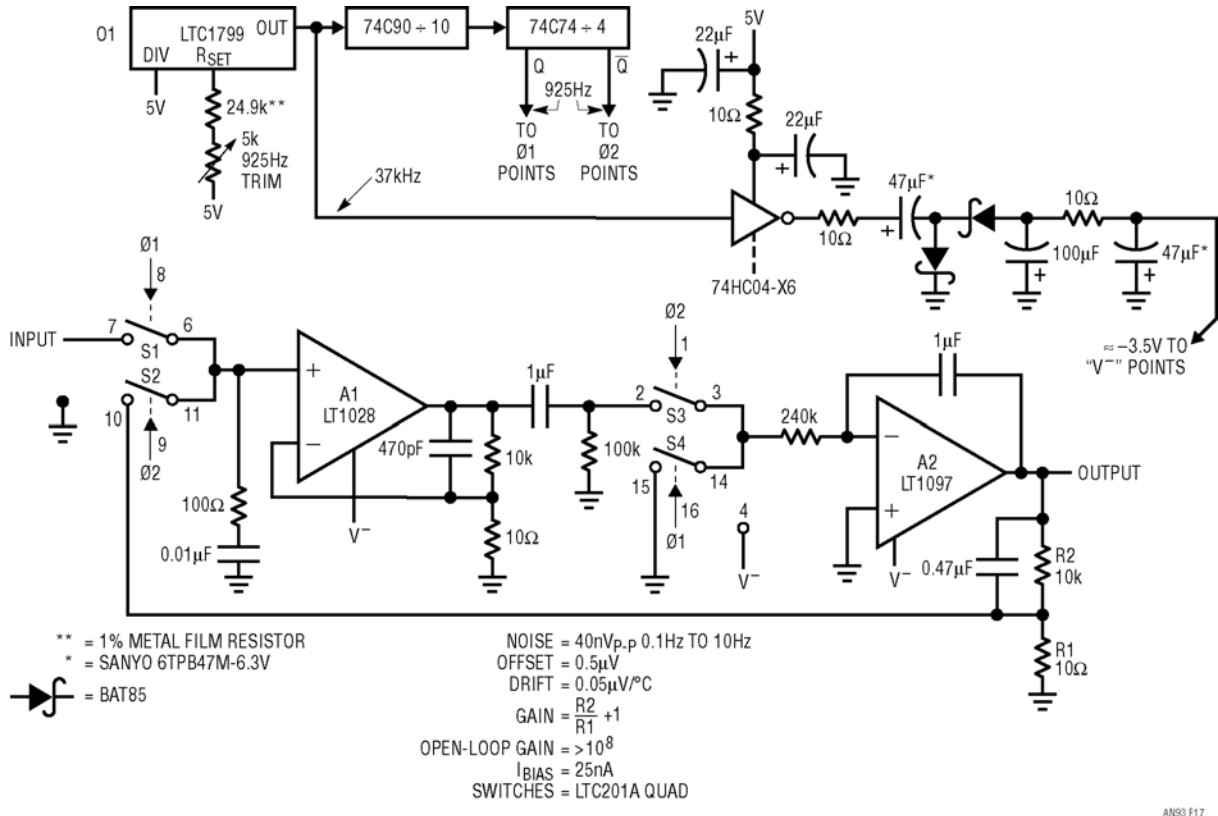 O1
LTC1799
OUT
DIV
RSET
5V
24.9k**
5k
925Hz
TRIM
5V
74C90 ÷ 10
74C74 ÷ 4
Q
Q̅
925Hz
TO
Ø1
POINTS
TO
Ø2
POINTS
37kHz
22µF
+
5V
10Ω
22µF
+
74HC04-X6
10Ω
47µF*
+
10Ω
100µF
+
47µF*
+
≈ –3.5V TO
"V–" POINTS
Ø1
8
INPUT
7
6
S1
S2
10
11
9
Ø2
100Ω
0.01µF
+
–
A1
LT1028
V–
470pF
10k
10Ω
1µF
100k
Ø2
1
2
3
S3
S4
15
14
16
Ø1
4
V–
240k
1µF
–
+
A2
LT1097
V–
OUTPUT
0.47µF
R2
10k
R1
10Ω
** = 1% METAL FILM RESISTOR
* = SANYO 6TPB47M-6.3V
= BAT85
NOISE = 40nVP-P 0.1Hz TO 10Hz
OFFSET = 0.5µV
DRIFT = 0.05µV/°C
GAIN = R2/R1 +1
OPEN-LOOP GAIN = >10^8
IBIAS = 25nA
SWITCHES = LTC201A QUAD
AN93 F17